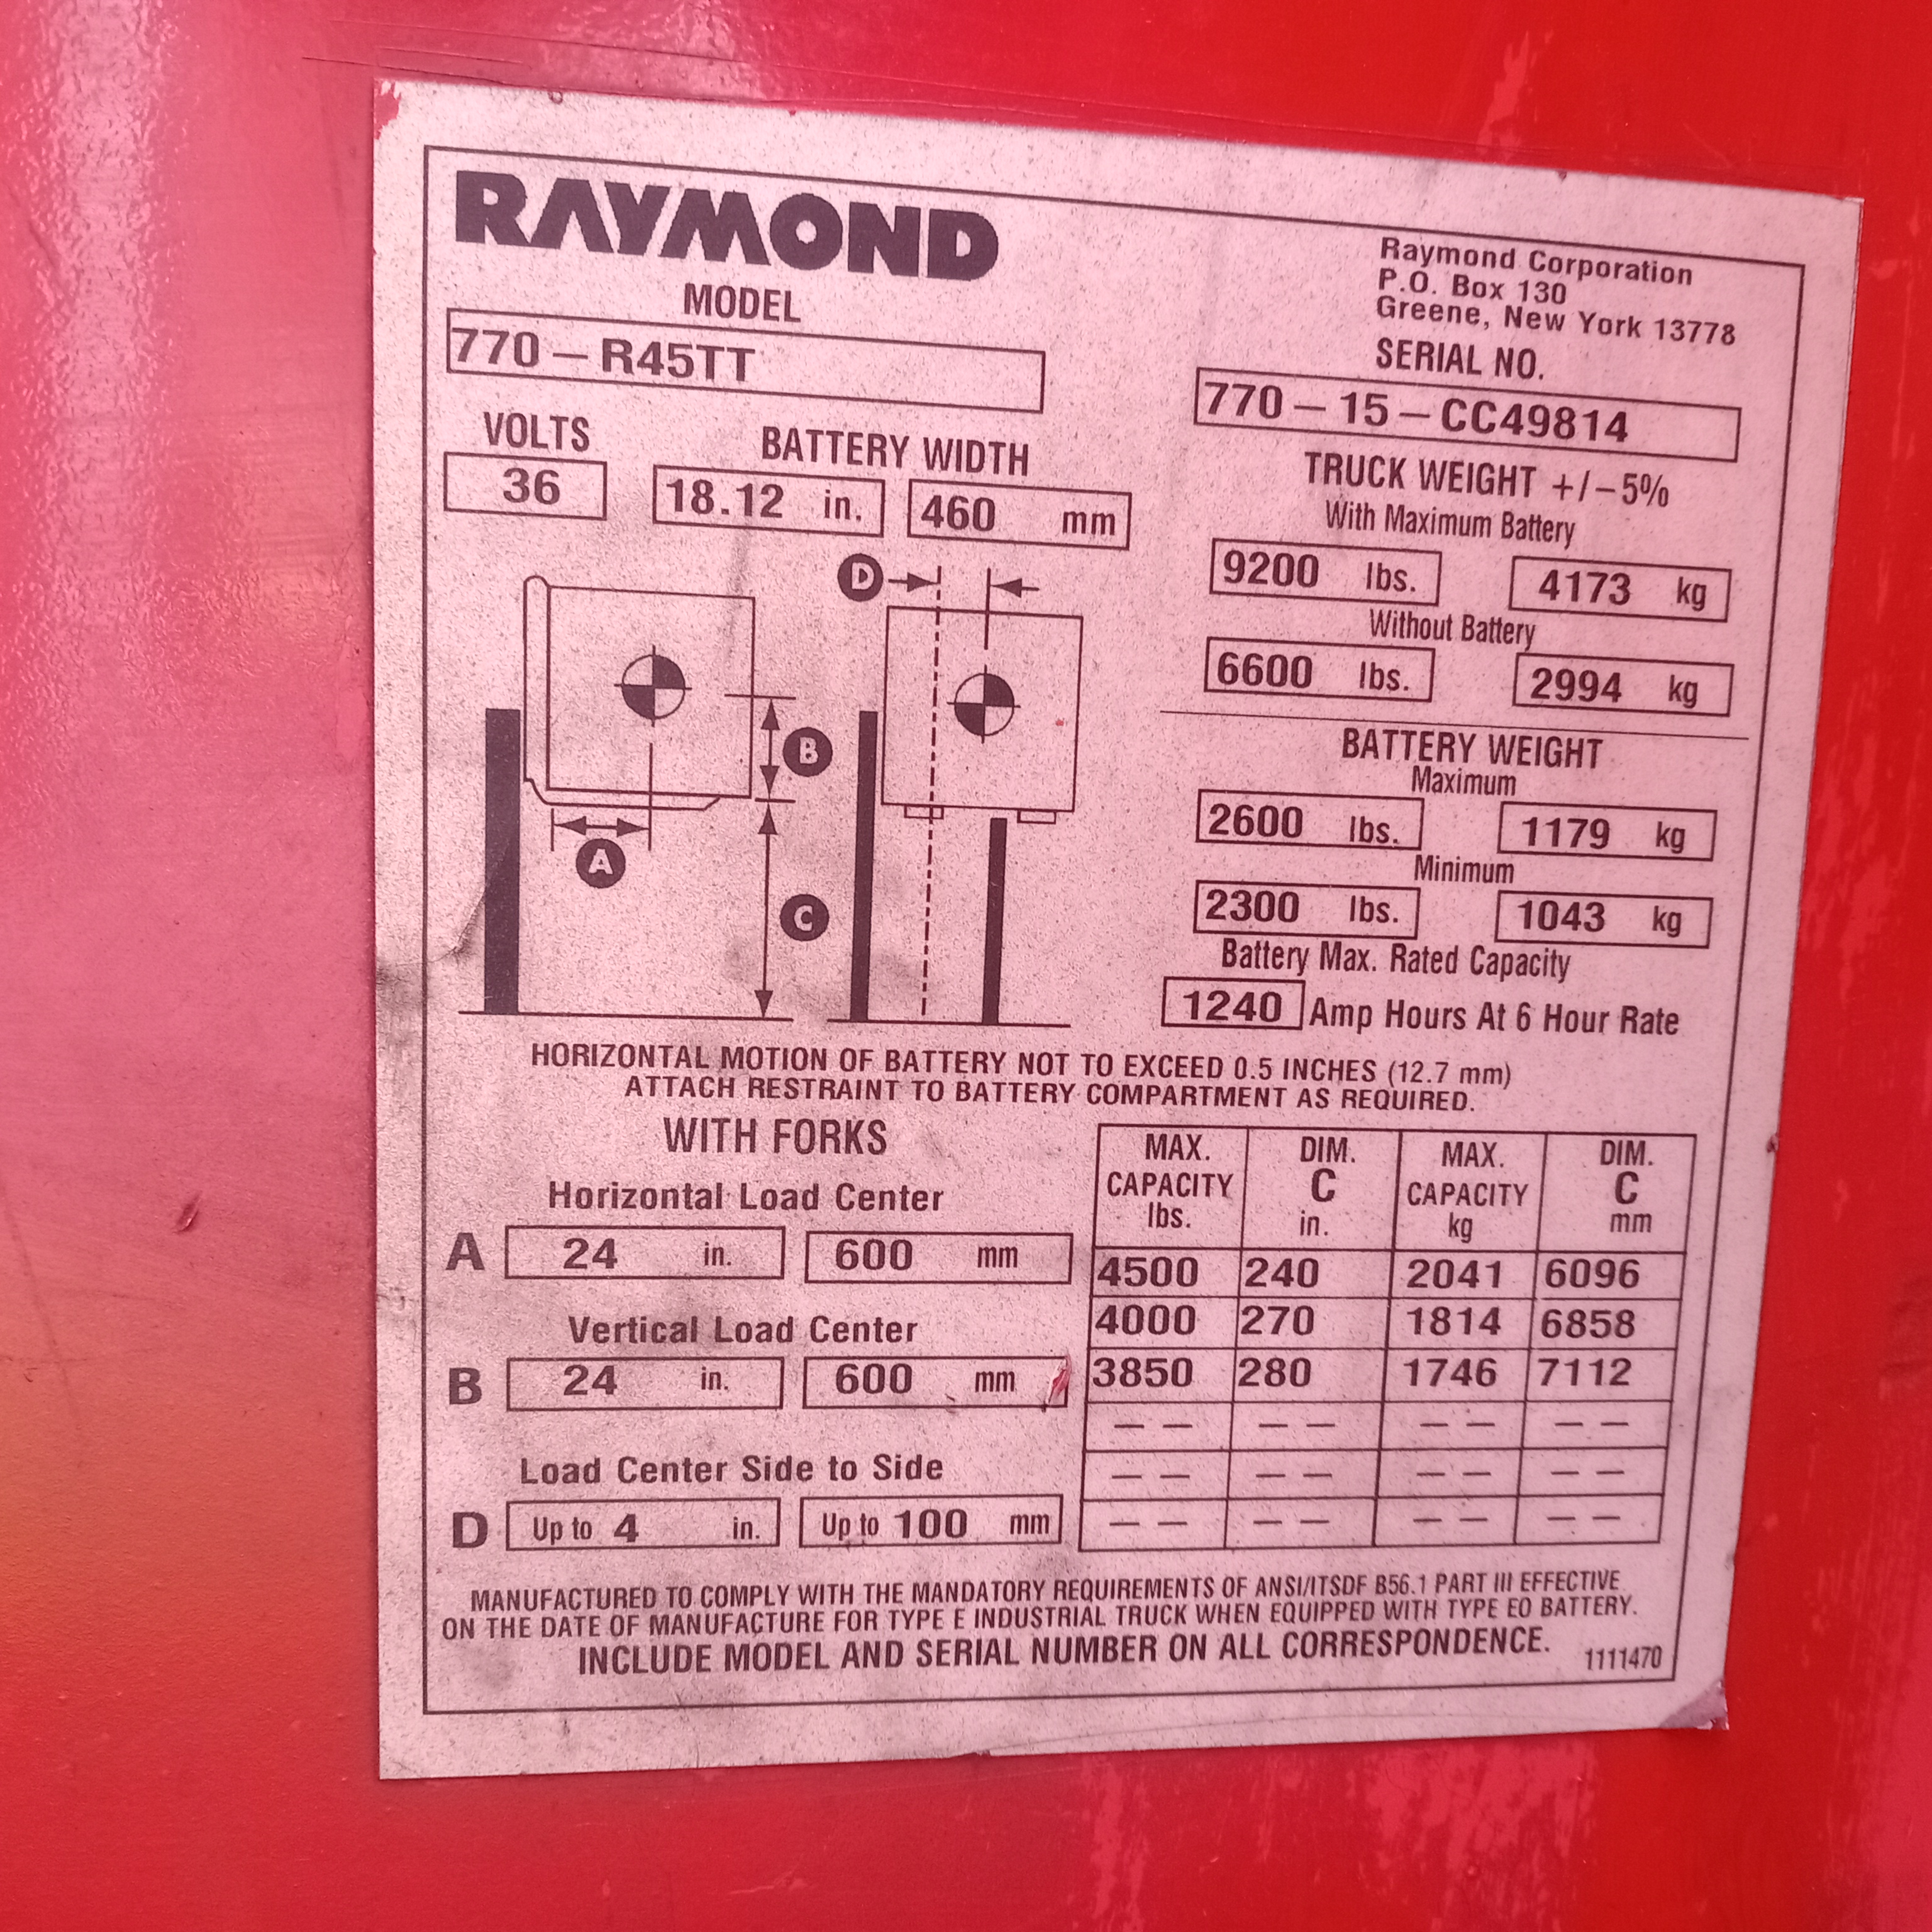 RAYMOND
Raymond Corporation
P.O. Box 130
Greene, New York 13778
MODEL
770 – R45TT
SERIAL NO.
770 – 15 – CC49814
VOLTS
36
BATTERY WIDTH
18.12 in. 460 mm
TRUCK WEIGHT +/–5%
With Maximum Battery
9200 lbs. 4173 kg
Without Battery
6600 lbs. 2994 kg
D
B
A
C
BATTERY WEIGHT
Maximum
2600 lbs. 1179 kg
Minimum
2300 lbs. 1043 kg
Battery Max. Rated Capacity
1240 Amp Hours At 6 Hour Rate
HORIZONTAL MOTION OF BATTERY NOT TO EXCEED 0.5 INCHES (12.7 mm)
ATTACH RESTRAINT TO BATTERY COMPARTMENT AS REQUIRED.
WITH FORKS
Horizontal Load Center
A 24 in. 600 mm
Vertical Load Center
B 24 in. 600 mm
Load Center Side to Side
D Up to 4 in. Up to 100 mm
MAX. DIM. MAX. DIM.
CAPACITY C CAPACITY C
lbs. in. kg mm
4500 240 2041 6096
4000 270 1814 6858
3850 280 1746 7112
– – – – – – – –
– – – – – – – –
– – – – – – – –
MANUFACTURED TO COMPLY WITH THE MANDATORY REQUIREMENTS OF ANSI/ITSDF B56.1 PART III EFFECTIVE
ON THE DATE OF MANUFACTURE FOR TYPE E INDUSTRIAL TRUCK WHEN EQUIPPED WITH TYPE EO BATTERY.
INCLUDE MODEL AND SERIAL NUMBER ON ALL CORRESPONDENCE.
1111470